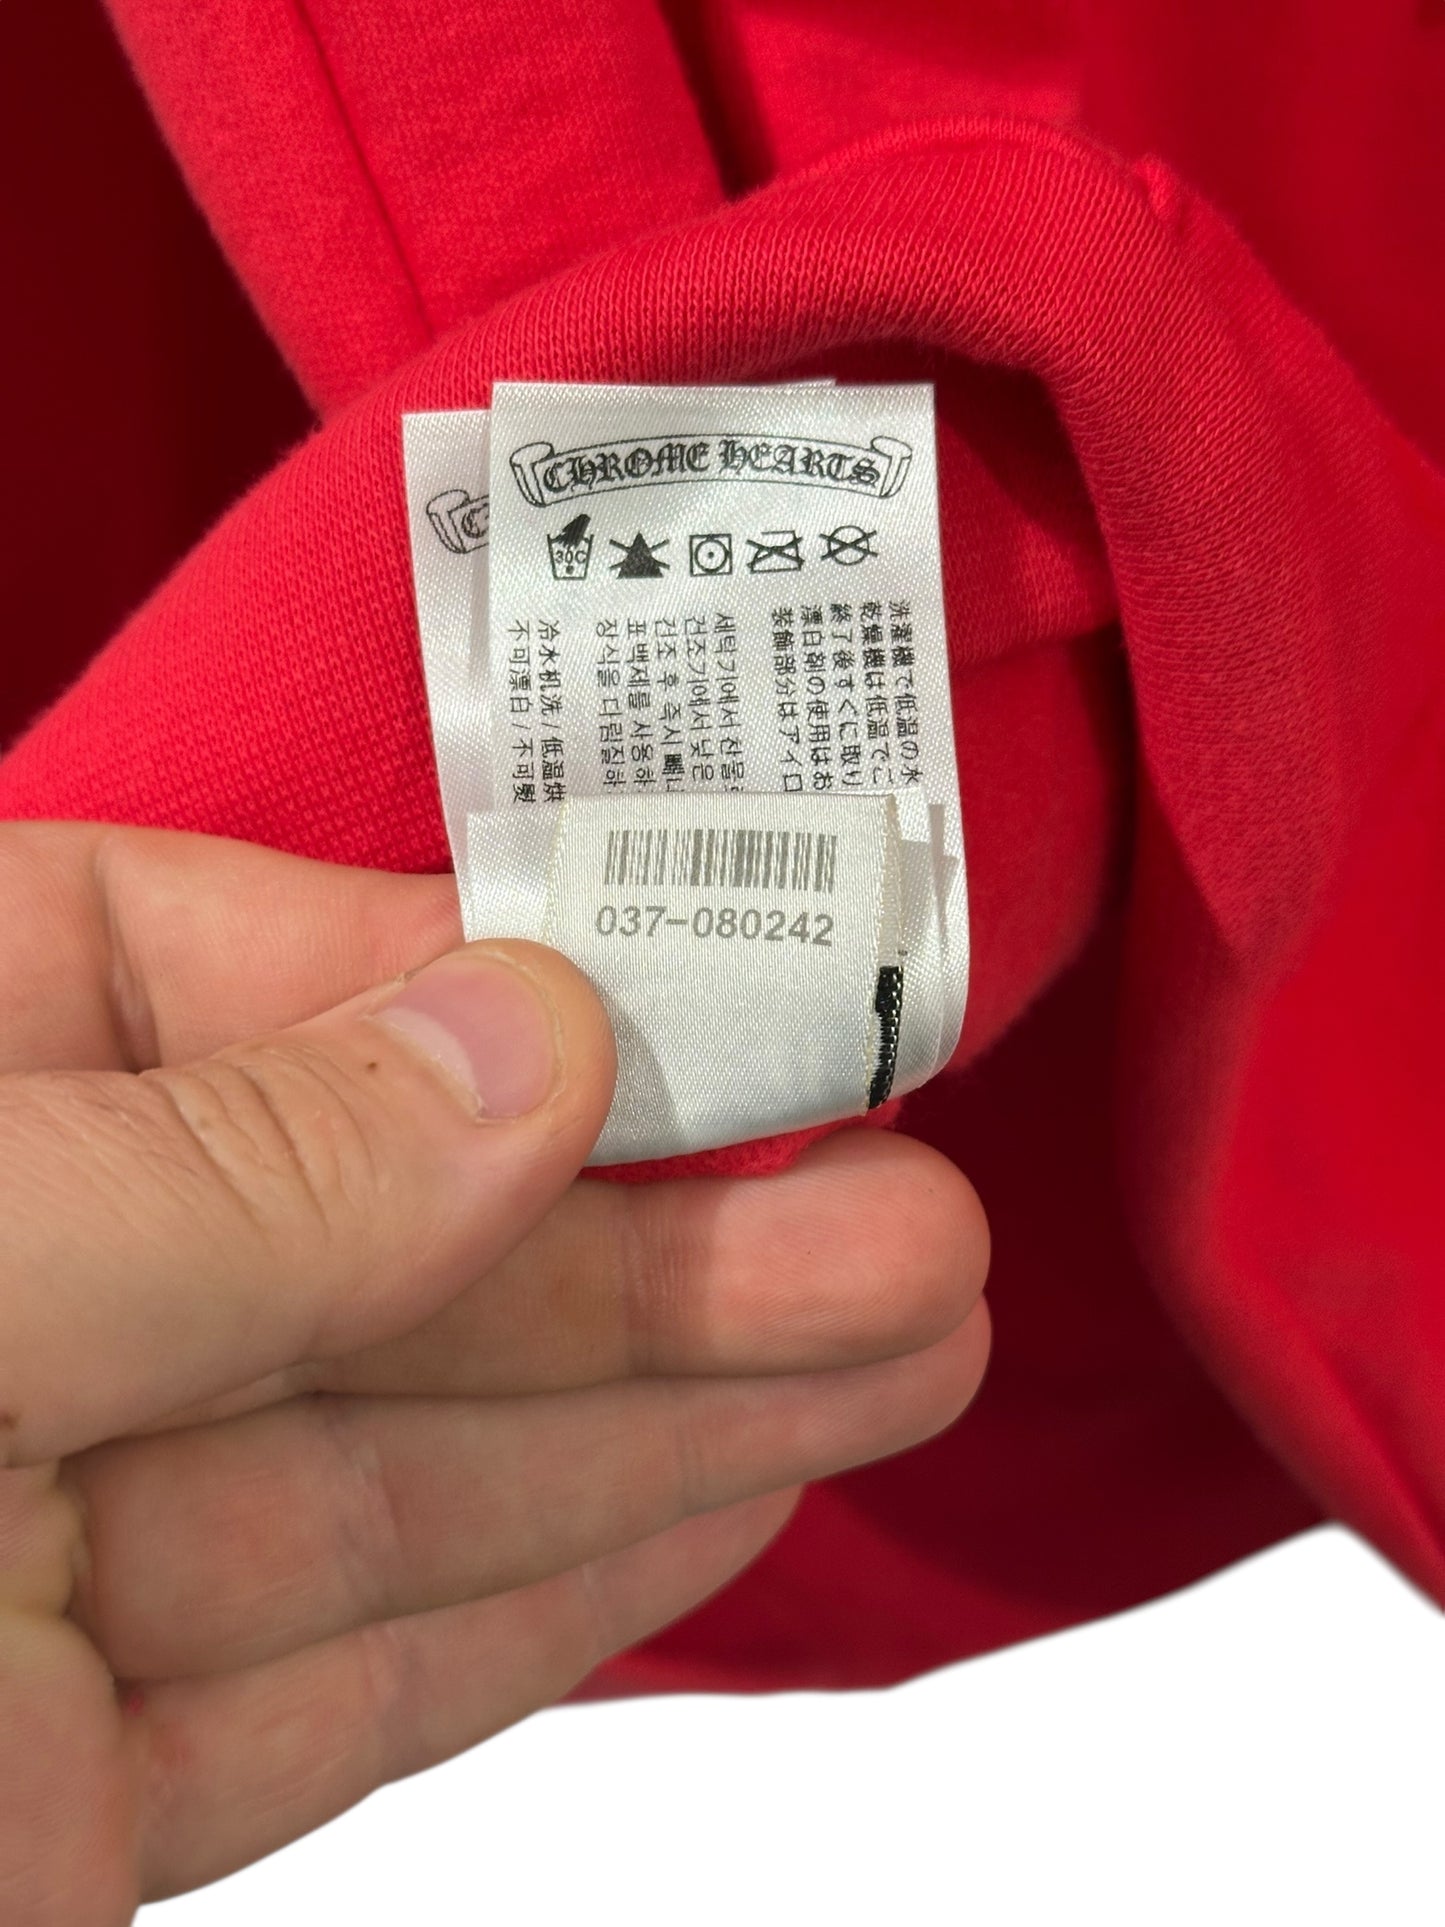 CHROME HEARTS
30C
洗濯機で低温の水
乾燥機は低温でご
終了後すぐに取り
漂白剤の使用はお
装飾部分はアイロ
세탁기에서 찬물
건조기에서 낮은
건조 후 즉시 빼
표백제를 사용하
장식을 다림질하
冷水机洗/低温烘
不可漂白/不可熨
037-080242